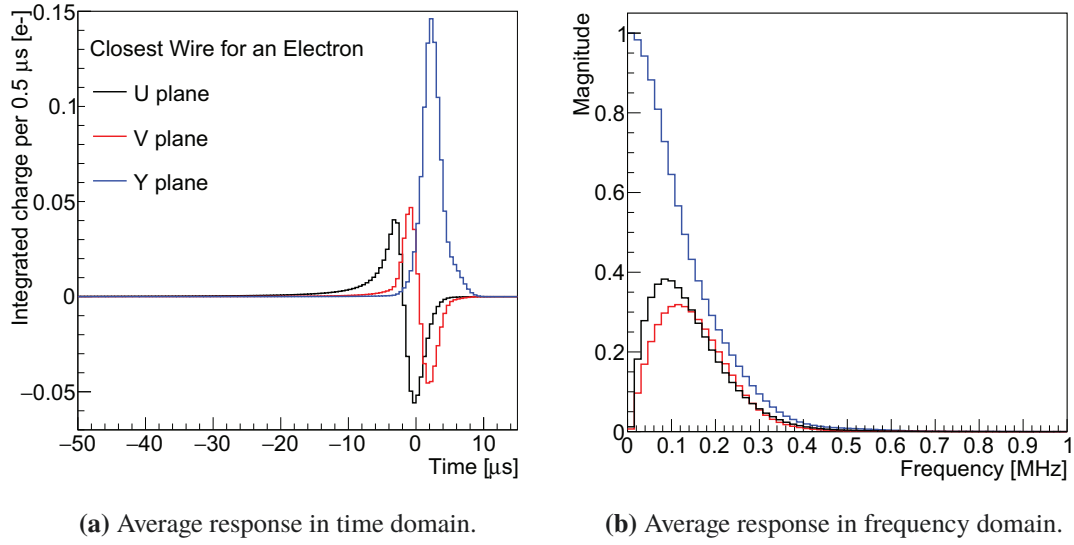 Integrated charge per 0.5 μs [e-]
0.15
0.1
0.05
0
−0.05
Closest Wire for an Electron
U plane
V plane
Y plane
−50 −40 −30 −20 −10 0 10
Time [μs]
Magnitude
1
0.8
0.6
0.4
0.2
0
0 0.1 0.2 0.3 0.4 0.5 0.6 0.7 0.8 0.9 1
Frequency [MHz]
(a) Average response in time domain.
(b) Average response in frequency domain.